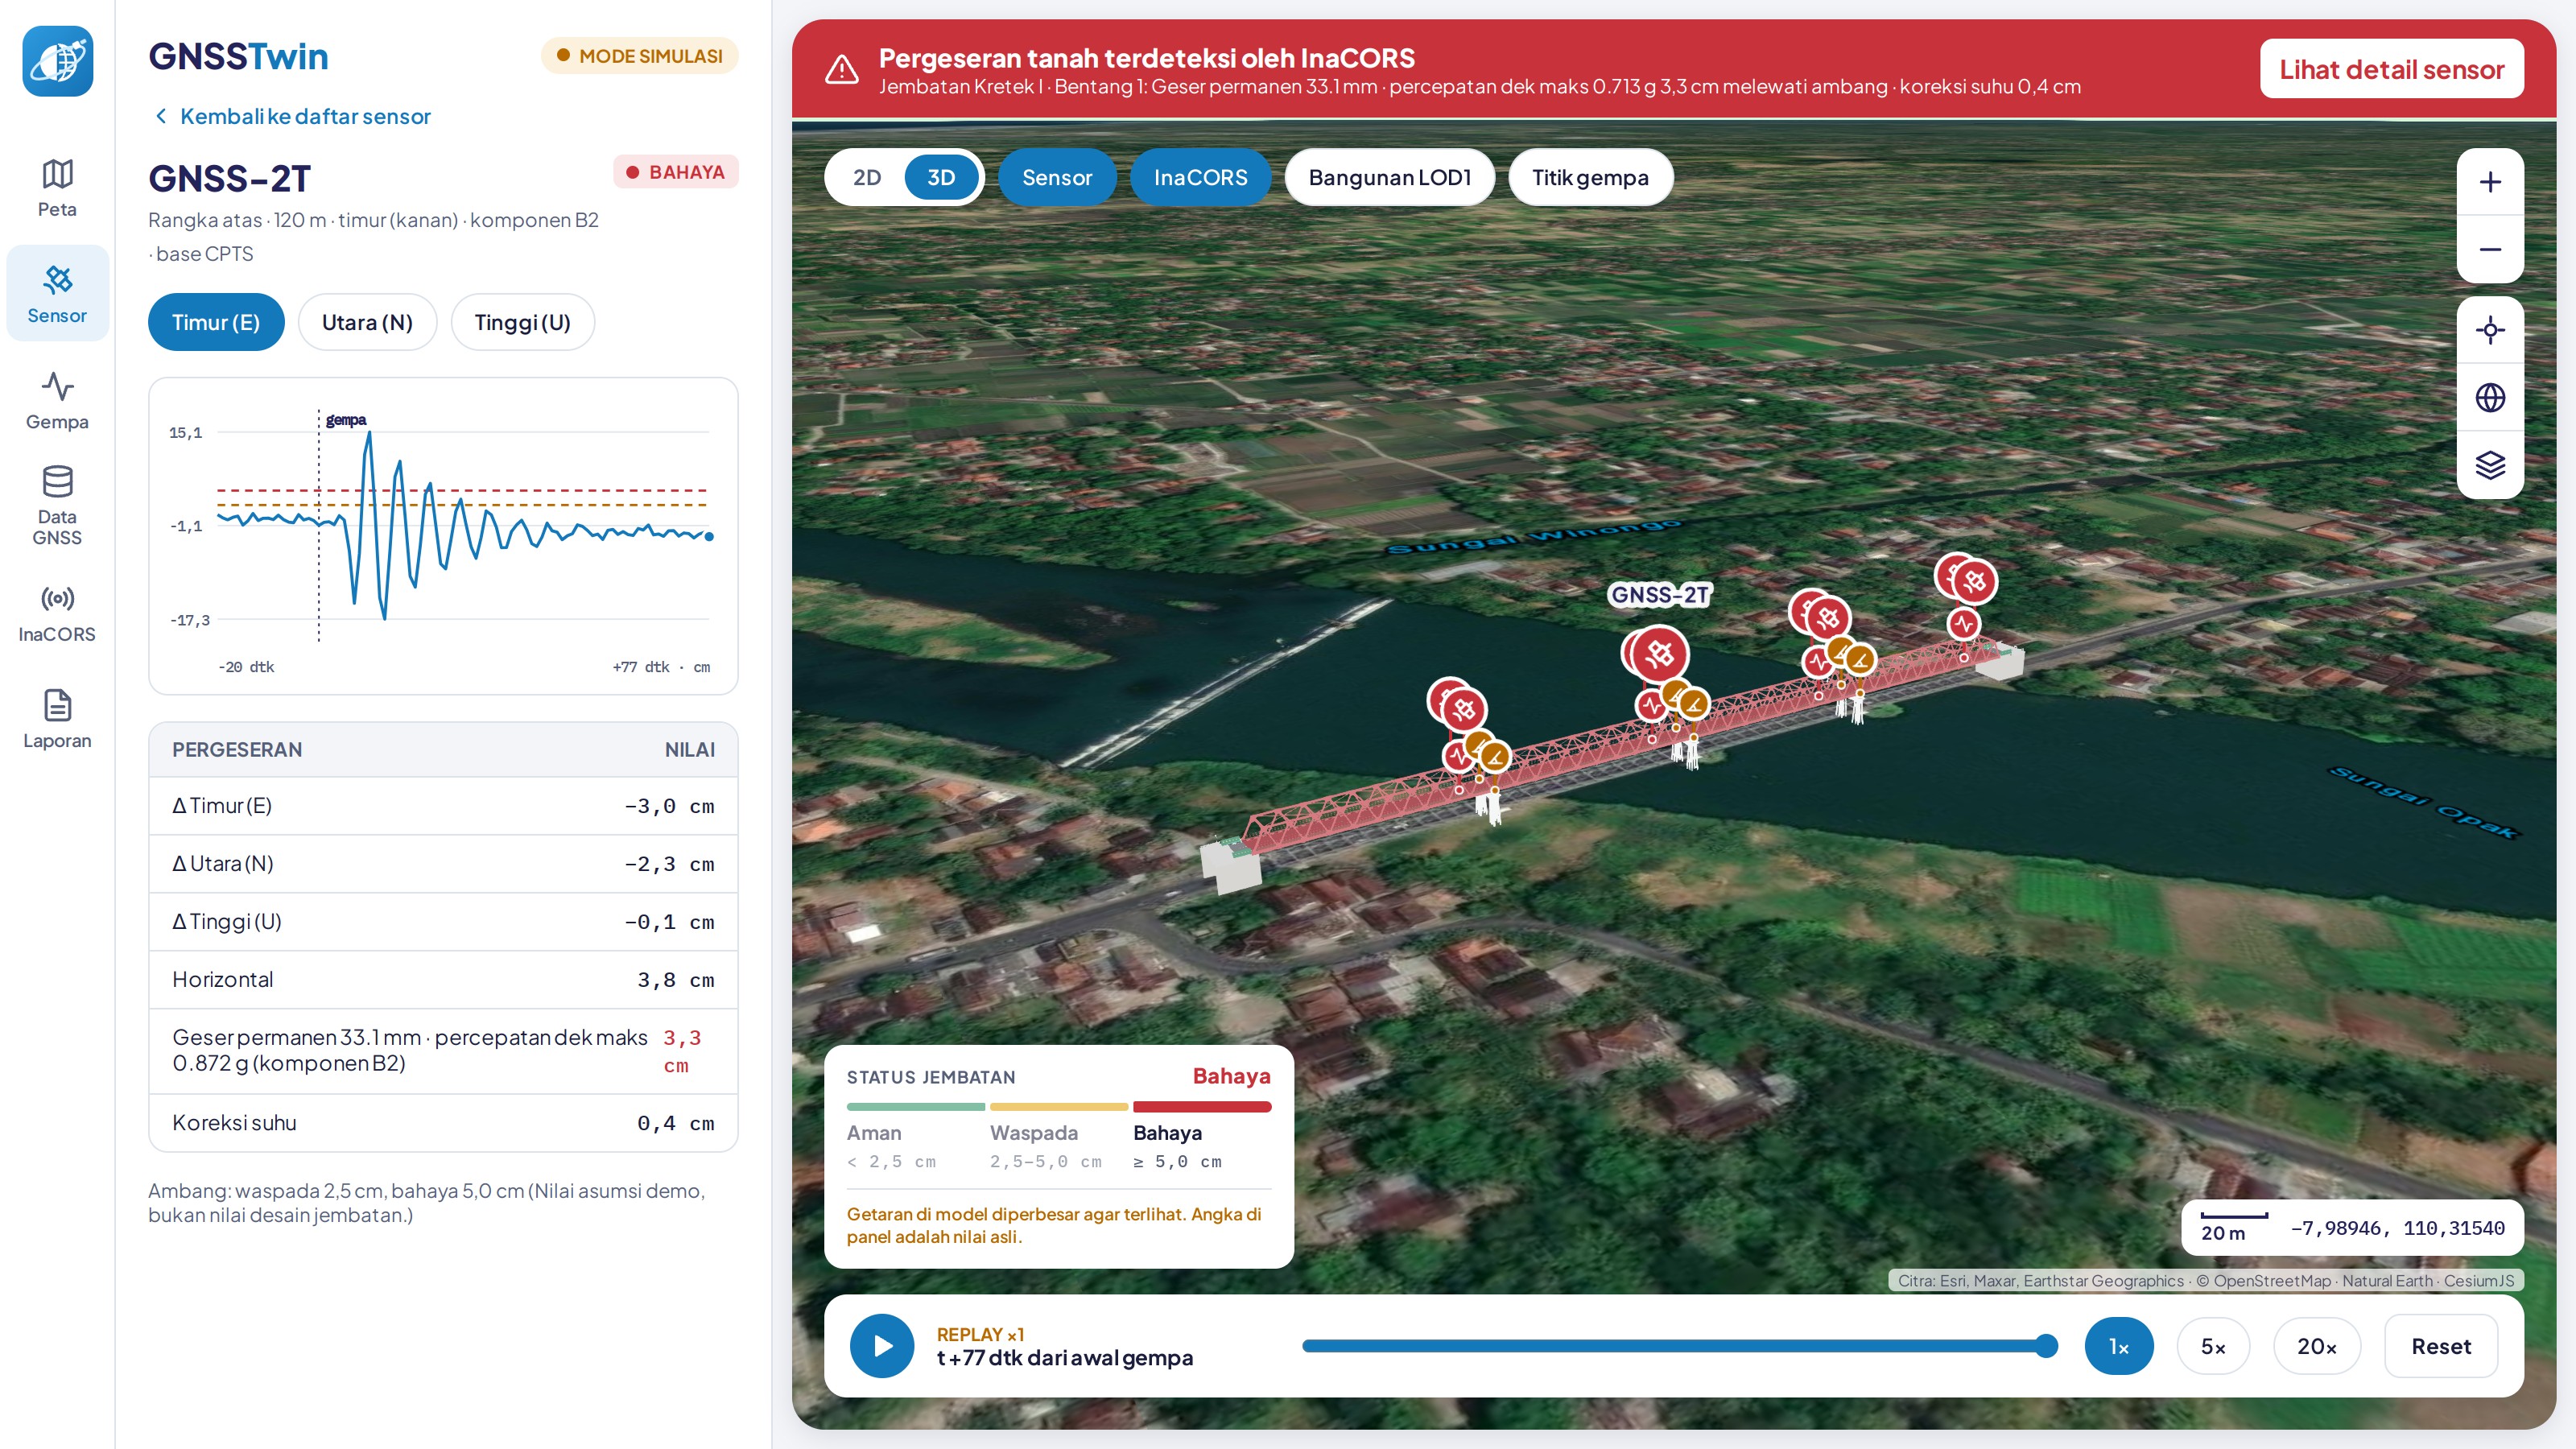 GNSSTwin
MODE SIMULASI
Kembali ke daftar sensor
GNSS-2T
BAHAYA
Rangka atas · 120 m · timur (kanan) · komponen B2
· base CPTS
Timur (E)
Utara (N)
Tinggi (U)
gempa
15,1
-1,1
-17,3
-20 dtk
+77 dtk · cm
PERGESERAN NILAI
Δ Timur (E) −3,0 cm
Δ Utara (N) −2,3 cm
Δ Tinggi (U) −0,1 cm
Horizontal 3,8 cm
Geser permanen 33.1 mm · percepatan dek maks 3,3
0.872 g (komponen B2) cm
Koreksi suhu 0,4 cm
Ambang: waspada 2,5 cm, bahaya 5,0 cm (Nilai asumsi demo,
bukan nilai desain jembatan.)
Peta
Sensor
Gempa
Data
GNSS
InaCORS
Laporan
Pergeseran tanah terdeteksi oleh InaCORS
Jembatan Kretek I · Bentang 1: Geser permanen 33.1 mm · percepatan dek maks 0.713 g 3,3 cm melewati ambang · koreksi suhu 0,4 cm
Lihat detail sensor
2D
3D
Sensor
InaCORS
Bangunan LOD1
Titik gempa
Sungai Winongo
GNSS-2T
Sungai Opak
STATUS JEMBATAN Bahaya
Aman Waspada Bahaya
< 2,5 cm 2,5–5,0 cm ≥ 5,0 cm
Getaran di model diperbesar agar terlihat. Angka di
panel adalah nilai asli.
20 m −7,98946, 110,31540
Citra: Esri, Maxar, Earthstar Geographics · © OpenStreetMap · Natural Earth · CesiumJS
REPLAY ×1
t +77 dtk dari awal gempa
1×
5×
20×
Reset